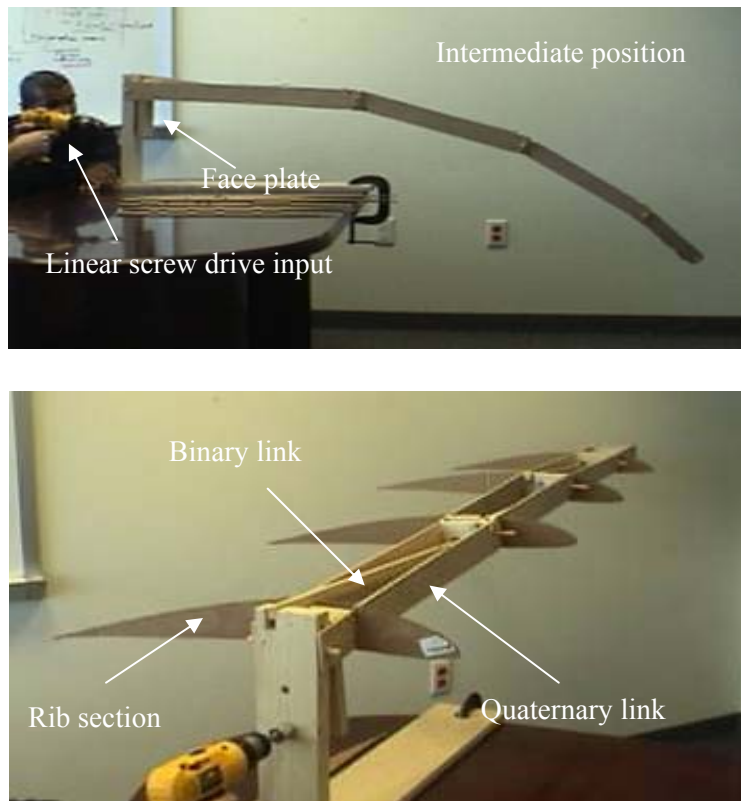 Intermediate position
Face plate
Linear screw drive input
Binary link
Rib section
Quaternary link